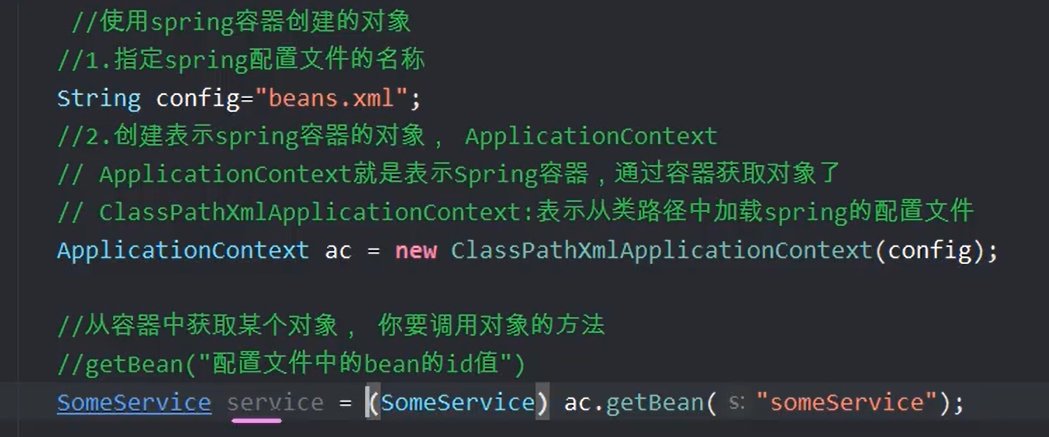 //使用spring容器创建的对象
//1.指定spring配置文件的名称
String config="beans.xml";
//2.创建表示spring容器的对象，ApplicationContext
// ApplicationContext就是表示Spring容器，通过容器获取对象了
// ClassPathXmlApplicationContext:表示从类路径中加载spring的配置文件
ApplicationContext ac = new ClassPathXmlApplicationContext(config);
//从容器中获取某个对象， 你要调用对象的方法
//getBean("配置文件中的bean的id值")
SomeService service = (SomeService) ac.getBean( s: "someService");